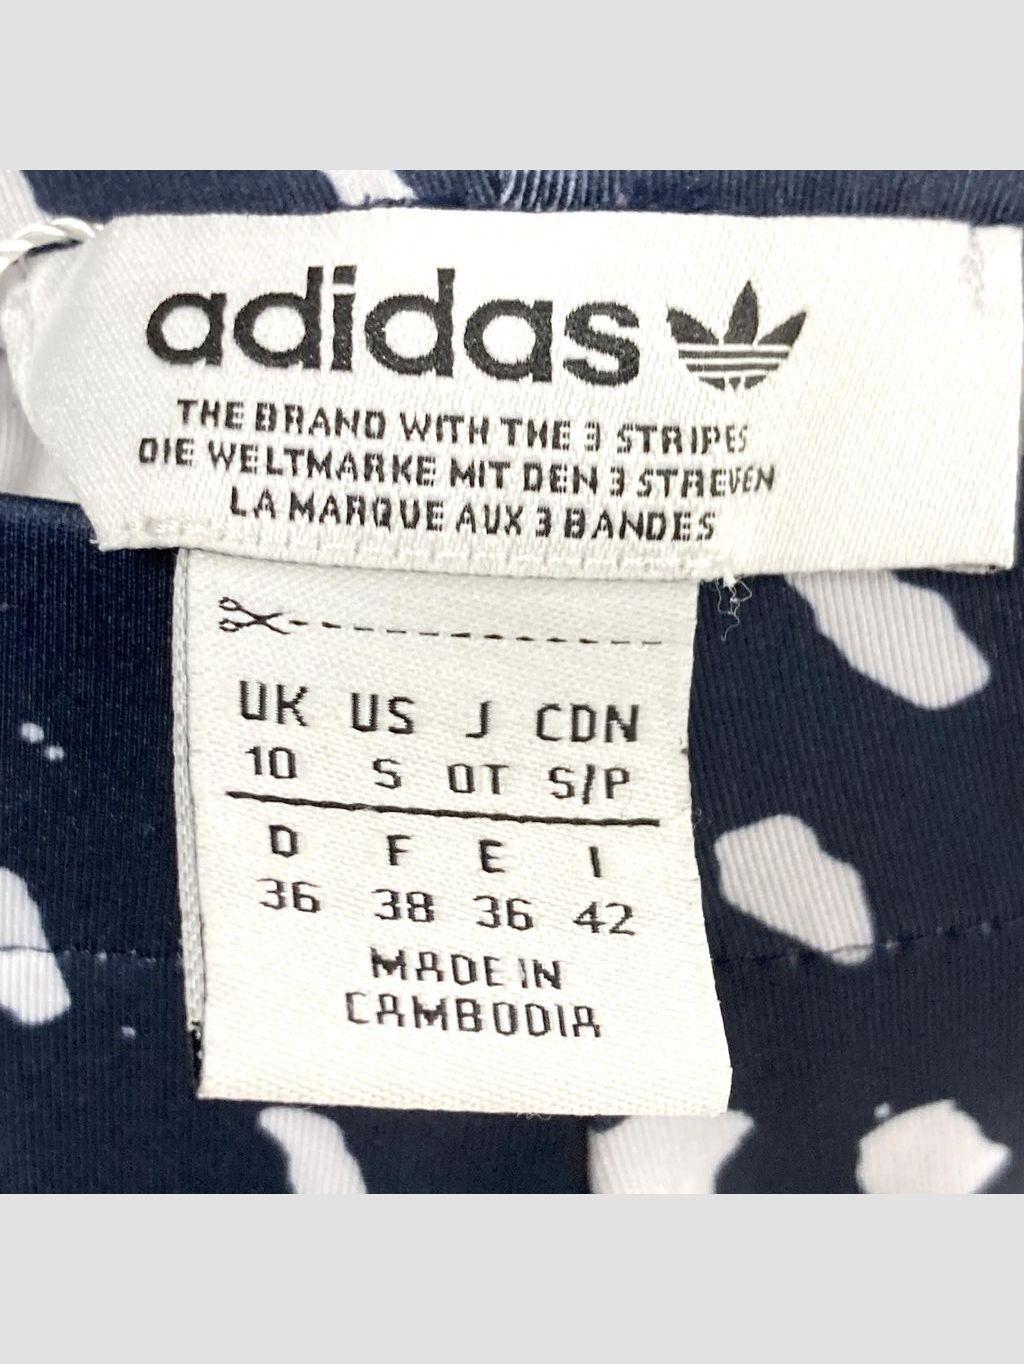 adidas
THE BRAND WITH THE 3 STRIPES
DIE WELTMARKE MIT DEN 3 STREIFEN
LA MARQUE AUX 3 BANDES
UK US J CDN
10 S OT S/P
D F E I
36 38 36 42
MADE IN
CAMBODIA